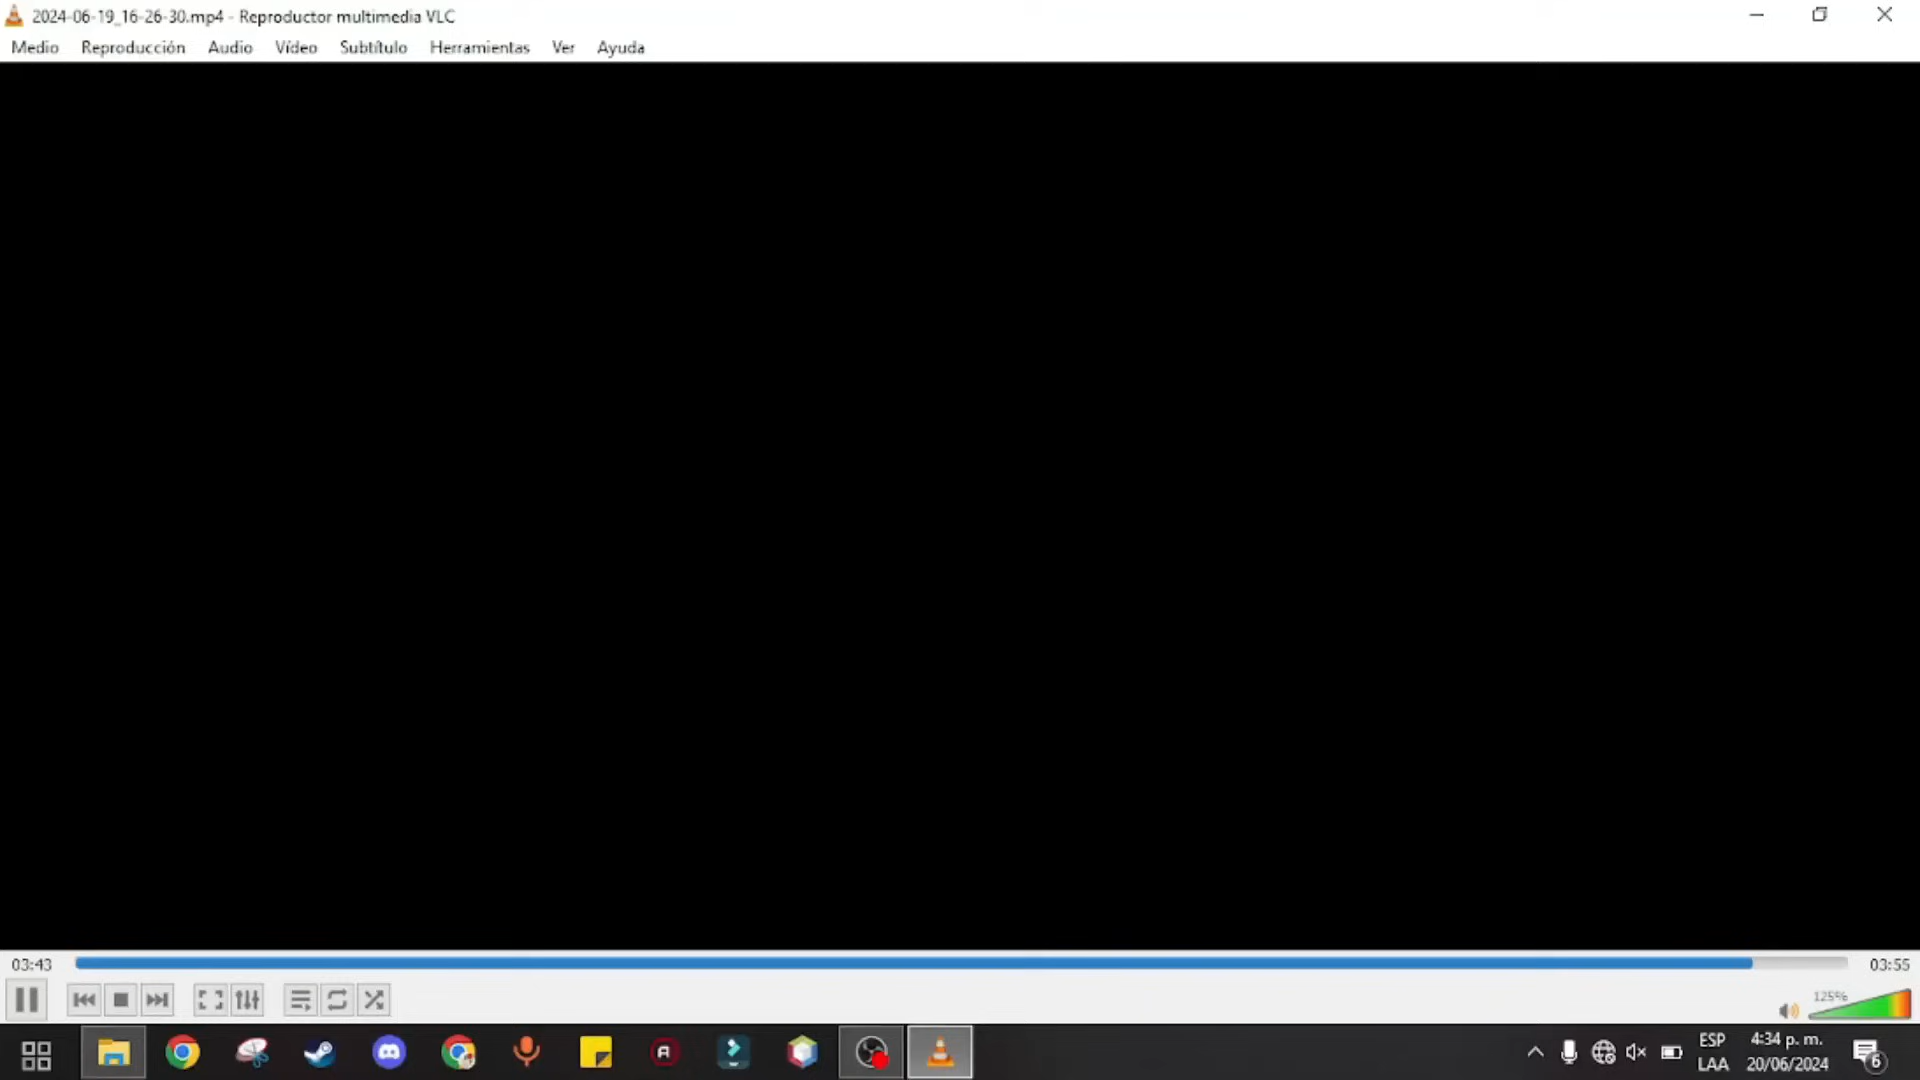 2024-06-19_16-26-30.mp4 - Reproductor multimedia VLC
Medio Reproducción Audio Vídeo Subtítulo Herramientas Ver Ayuda
03:43 03:55
125%
ESP 4:34 p. m.
LAA 20/06/2024 6